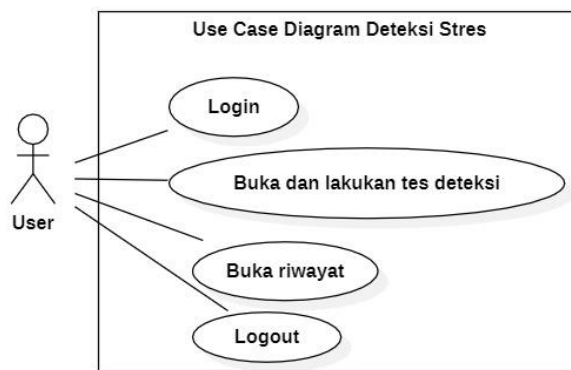 Use Case Diagram Deteksi Stres
Login
Buka dan lakukan tes deteksi
User
Buka riwayat
Logout